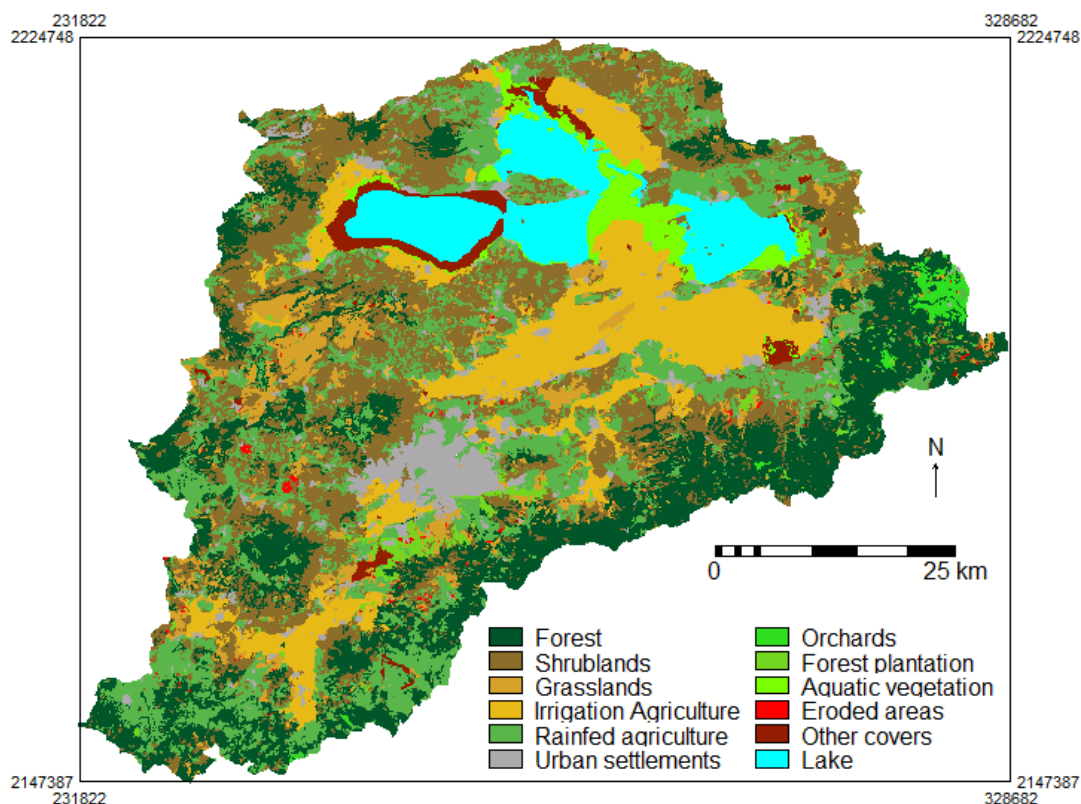 231822 328682
2224748 2224748
N
0 25 km
Forest
Shrublands
Grasslands
Irrigation Agriculture
Rainfed agriculture
Urban settlements
Orchards
Forest plantation
Aquatic vegetation
Eroded areas
Other covers
Lake
2147387 2147387
231822 328682